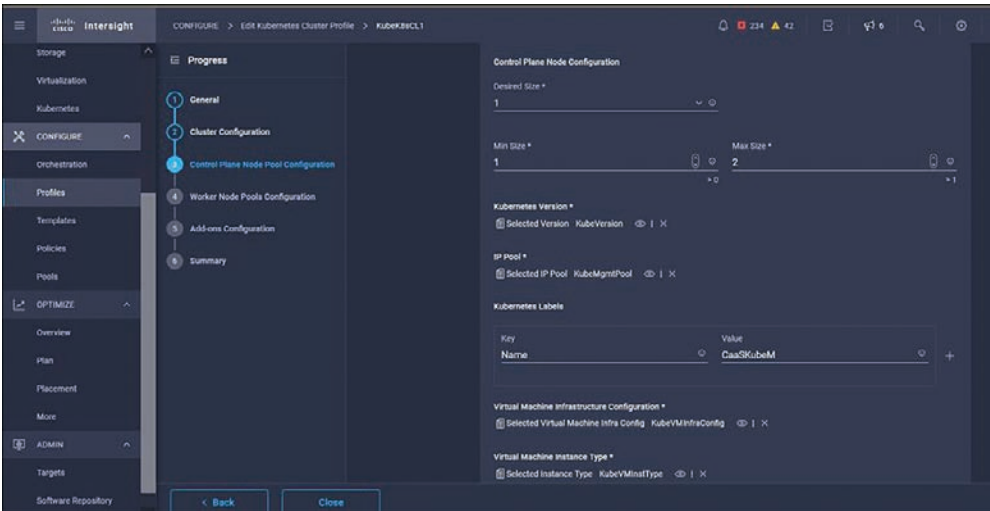 cisco Intersight
CONFIGURE > Edit Kubernetes Cluster Profile > KubeK8sCL1
234 42 6
Storage
Virtualization
Kubernetes
CONFIGURE
Orchestration
Profiles
Templates
Policies
Pools
OPTIMIZE
Overview
Plan
Placement
More
ADMIN
Targets
Software Repository
Progress
1 General
2 Cluster Configuration
3 Control Plane Node Pool Configuration
4 Worker Node Pools Configuration
5 Add-ons Configuration
6 Summary
Control Plane Node Configuration
Desired Size *
1
Min Size * Max Size *
1 2
> 0 > 1
Kubernetes Version *
Selected Version KubeVersion | ×
IP Pool *
Selected IP Pool KubeMgmtPool | ×
Kubernetes Labels
Key Value
Name CaaSKubeM +
Virtual Machine Infrastructure Configuration *
Selected Virtual Machine Infra Config KubeVMInfraConfig | ×
Virtual Machine Instance Type *
Selected Instance Type KubeVMInstType | ×
< Back Close